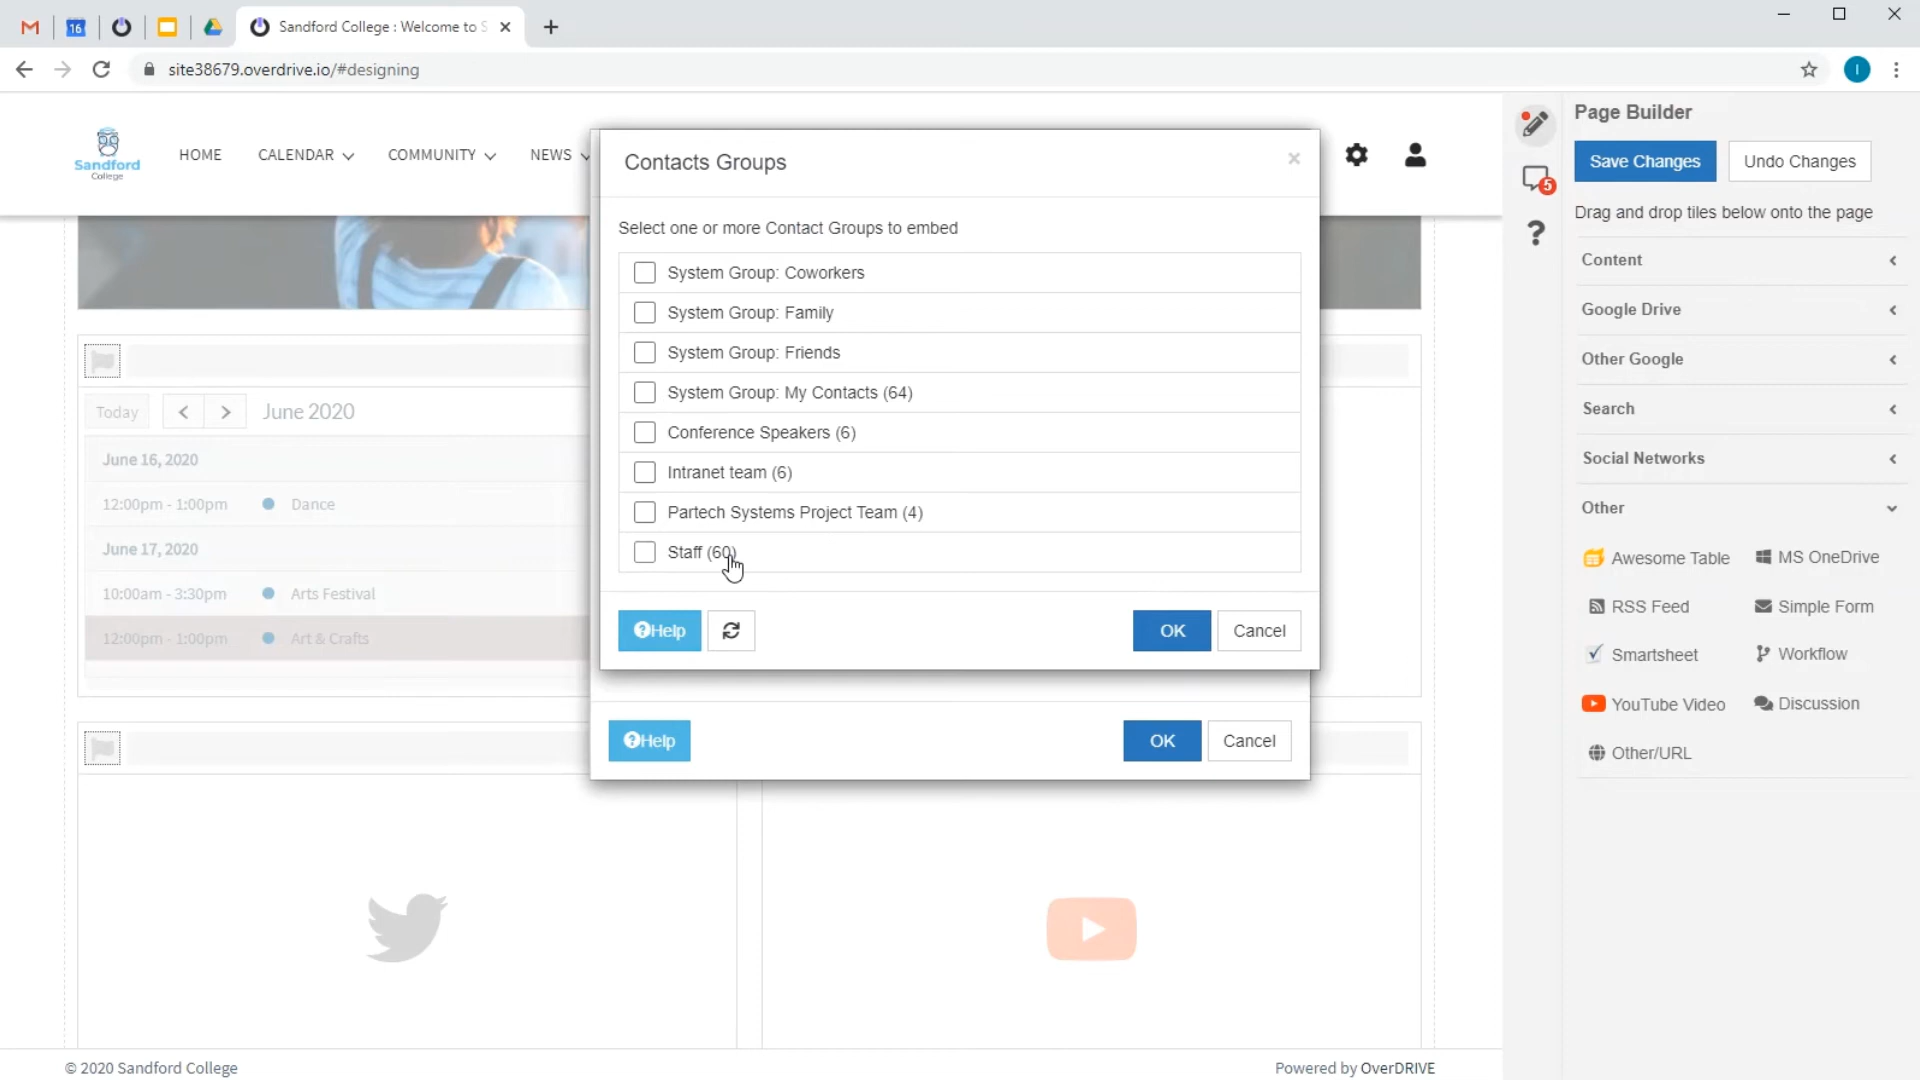 16
Sandford College : Welcome to S
site38679.overdrive.io/#designing
I
Sandford
College
HOME
CALENDAR
COMMUNITY
NEWS
Contacts Groups
Select one or more Contact Groups to embed
System Group: Coworkers
System Group: Family
System Group: Friends
System Group: My Contacts (64)
Conference Speakers (6)
Intranet team (6)
Partech Systems Project Team (4)
Staff (60)
Help
OK
Cancel
Help
OK
Cancel
Today
June 2020
June 16, 2020
12:00pm - 1:00pm Dance
June 17, 2020
10:00am - 3:30pm Arts Festival
12:00pm - 1:00pm Art & Crafts
5
Page Builder
Save Changes
Undo Changes
Drag and drop tiles below onto the page
Content
Google Drive
Other Google
Search
Social Networks
Other
Awesome Table
MS OneDrive
RSS Feed
Simple Form
Smartsheet
Workflow
YouTube Video
Discussion
Other/URL
© 2020 Sandford College
Powered by OverDRIVE